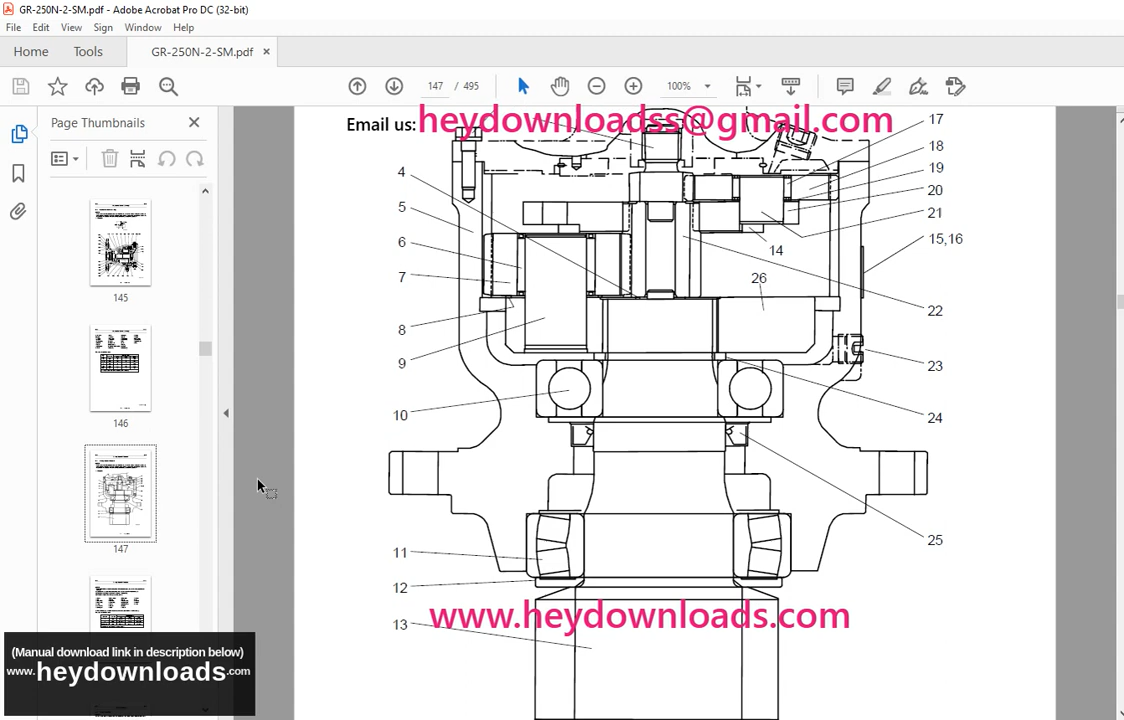 GR-250N-2-SM.pdf - Adobe Acrobat Pro DC (32-bit)
File Edit View Sign Window Help
Home Tools GR-250N-2-SM.pdf ×
147 / 495 100%
Page Thumbnails
145
146
147
Email us: heydownloadss@gmail.com
4
5
6
7
8
9
10
11
12
13
17
18
19
20
21
15,16
14
26
22
23
24
25
www.heydownloads.com
(Manual download link in description below)
www.heydownloads.com